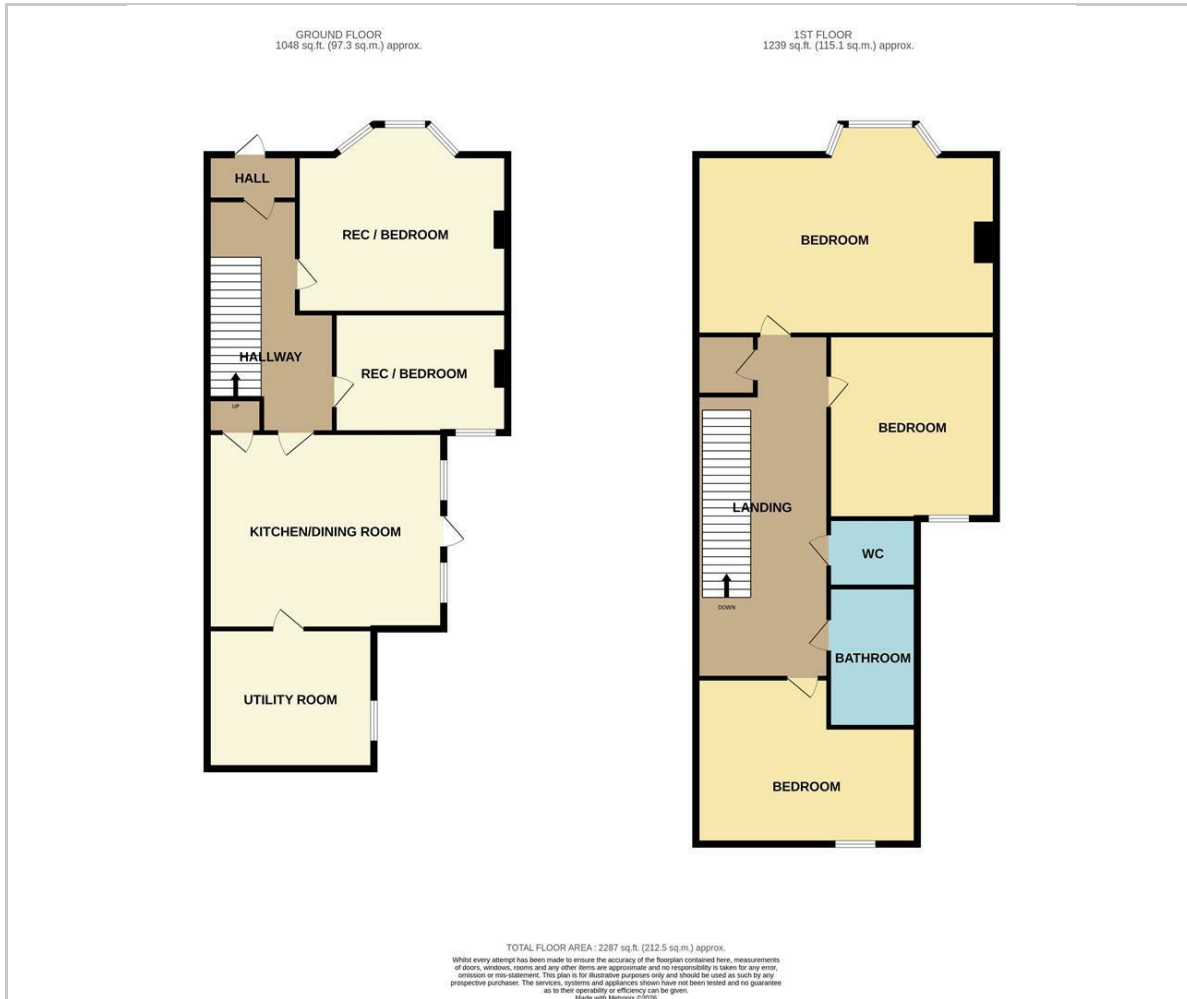 GROUND FLOOR
1048 sq.ft. (97.3 sq.m.) approx.
1ST FLOOR
1239 sq.ft. (115.1 sq.m.) approx.
HALL
REC / BEDROOM
HALLWAY
REC / BEDROOM
UP
KITCHEN/DINING ROOM
UTILITY ROOM
BEDROOM
BEDROOM
LANDING
WC
DOWN
BATHROOM
BEDROOM
TOTAL FLOOR AREA : 2287 sq.ft. (212.5 sq.m.) approx.
Whilst every attempt has been made to ensure the accuracy of the floorplan contained here, measurements
of doors, windows, rooms and any other items are approximate and no responsibility is taken for any error,
omission or mis-statement. This plan is for illustrative purposes only and should be used as such by any
prospective purchaser. The services, systems and appliances shown have not been tested and no guarantee
as to their operability or efficiency can be given.
Made with Metropix ©2026